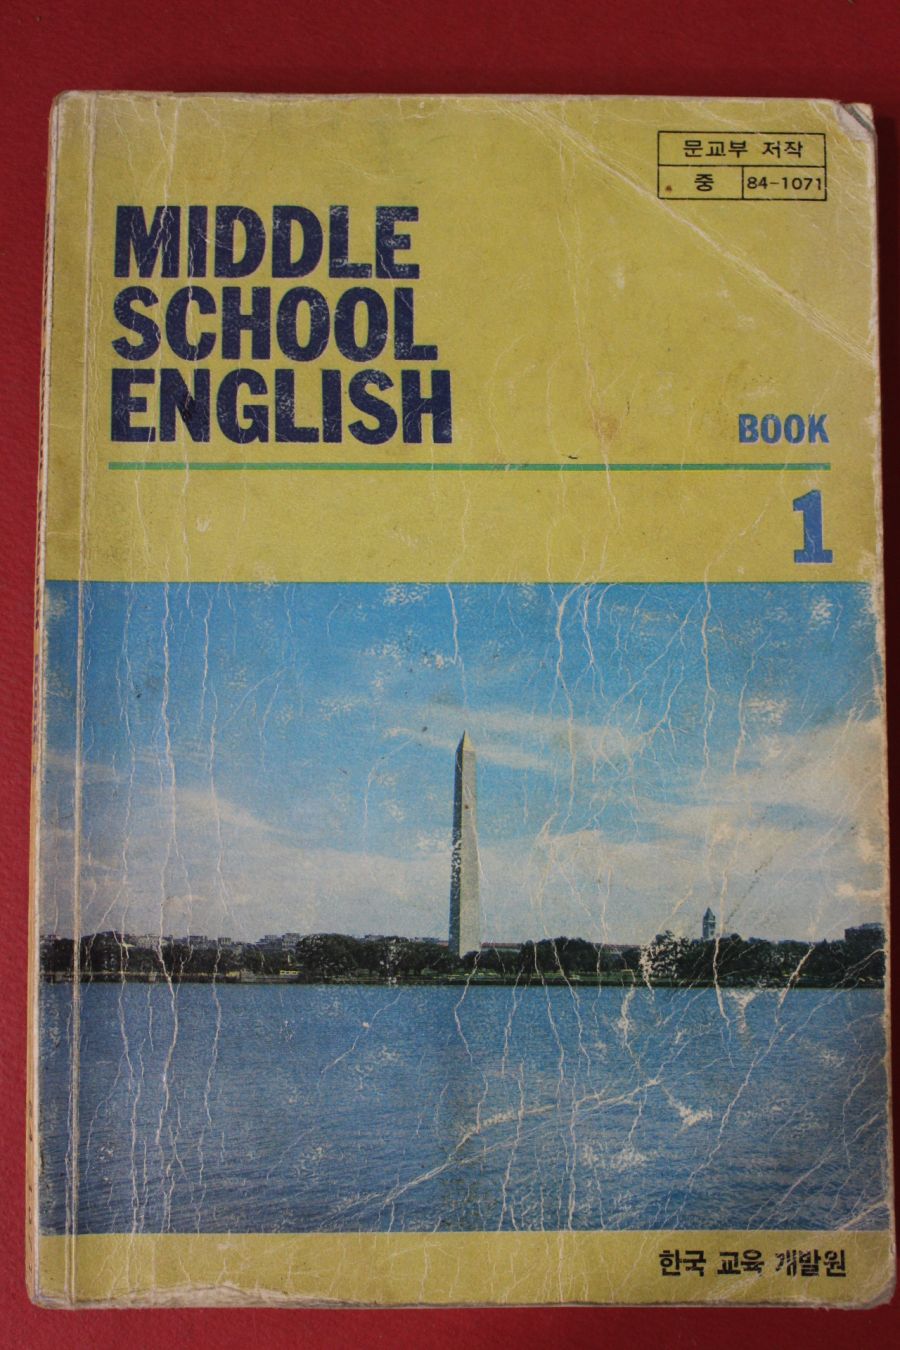 문교부 저작
중 84-1071
MIDDLE
SCHOOL
ENGLISH
BOOK
1
한국 교육 개발원